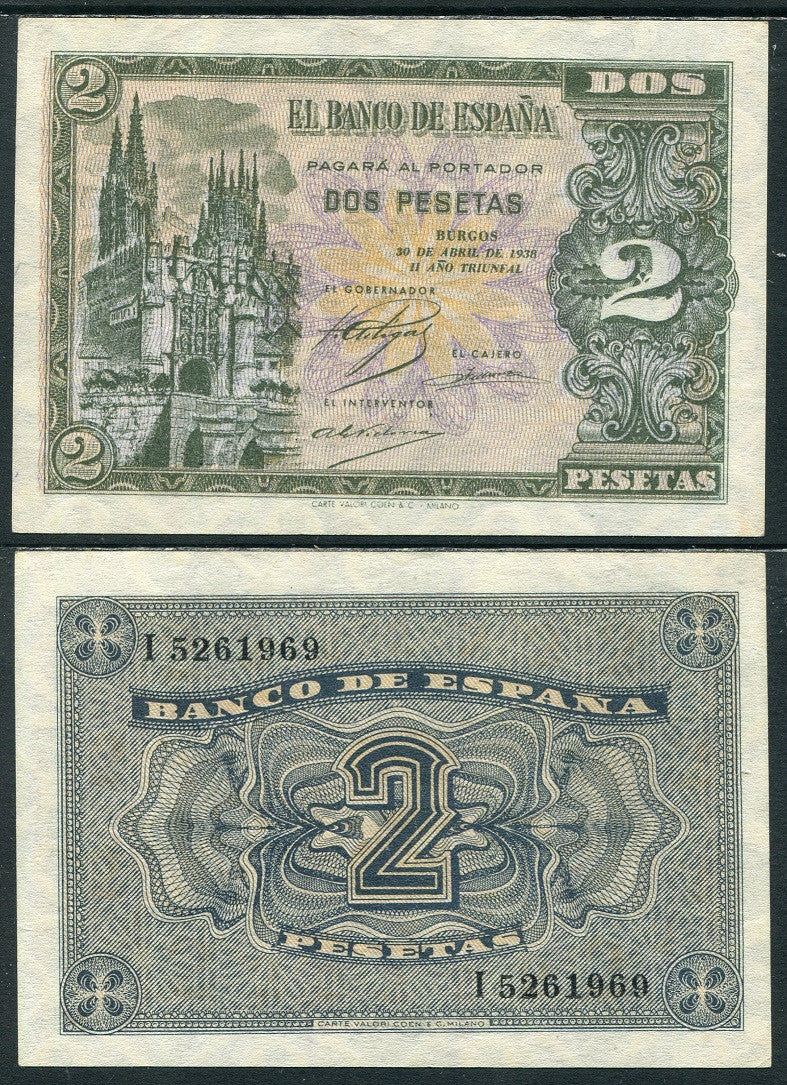 2
DOS
EL BANCO DE ESPAÑA
PAGARÁ AL PORTADOR
DOS PESETAS
BURGOS
30 DE ABRIL DE 1938
II AÑO TRIUNFAL
2
EL GOBERNADOR
EL CAJERO
EL INTERVENTOR
2
PESETAS
CARTE VALORI COEN & C. - MILANO
I 5261969
BANCO DE ESPAÑA
2
PESETAS
I 5261969
CARTE VALORI COEN & C. MILANO